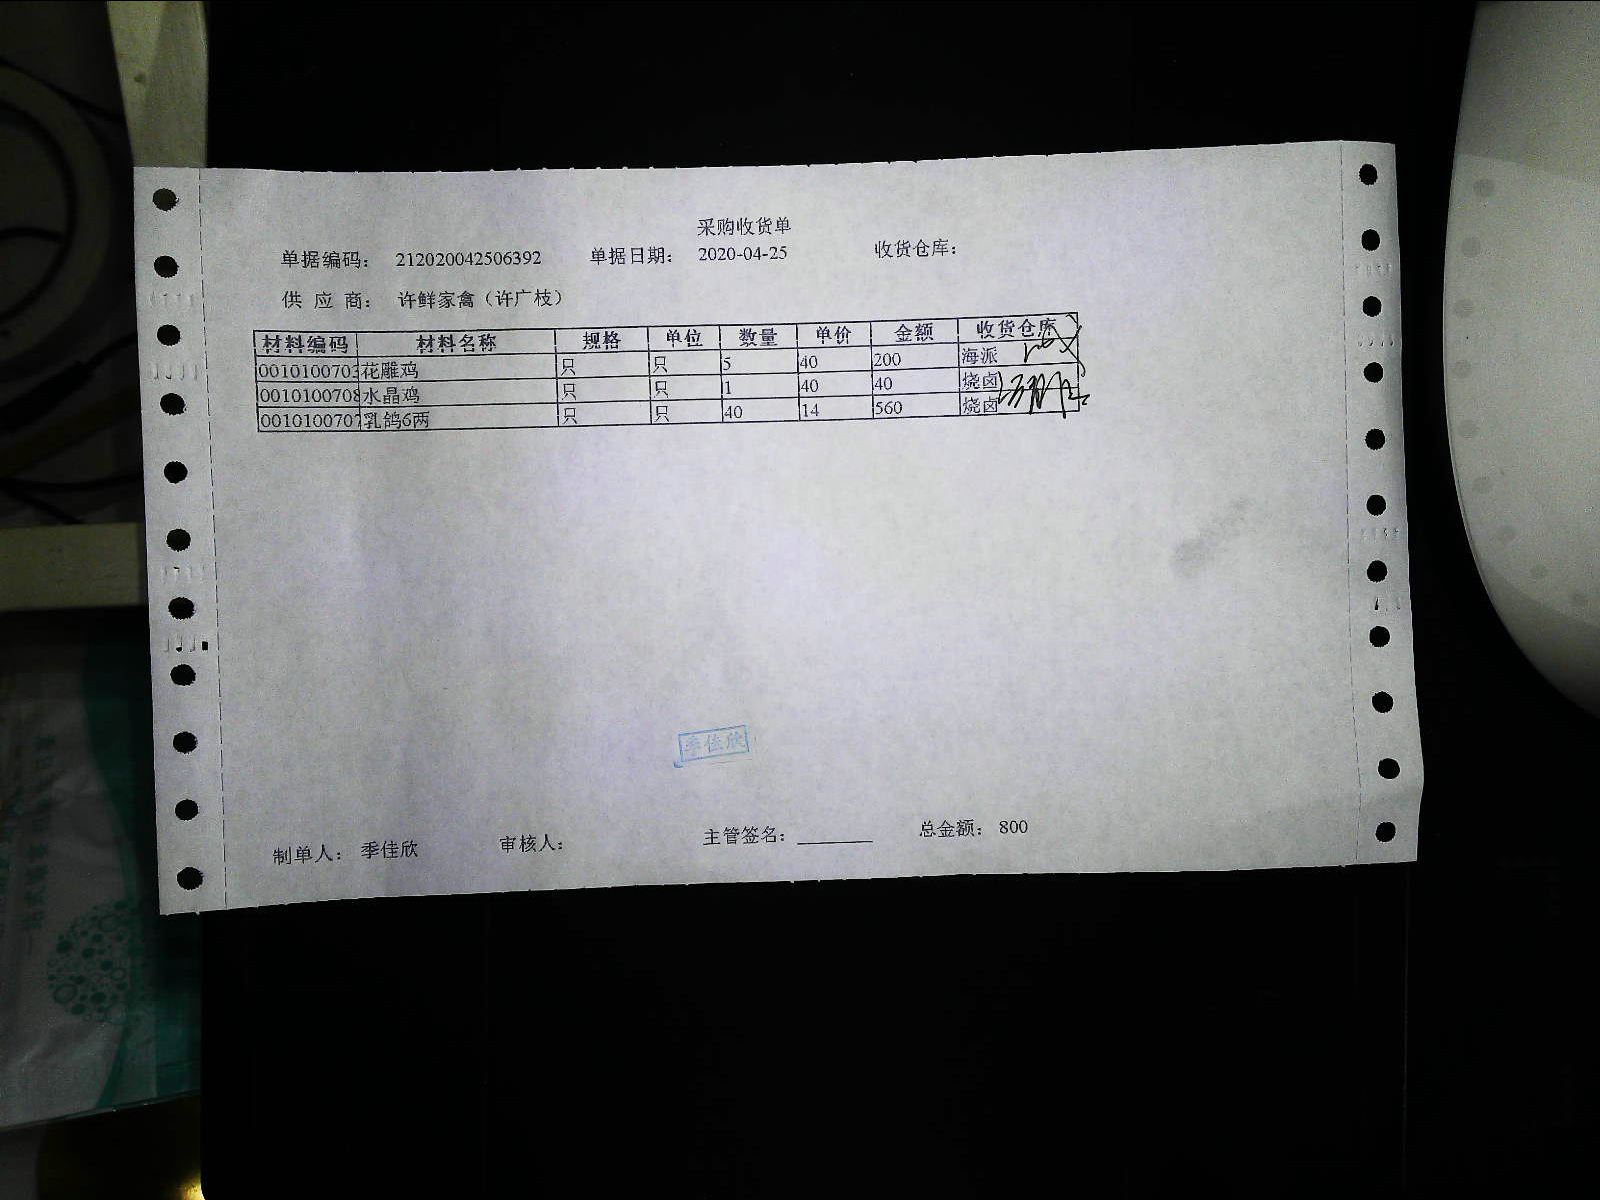 采购收货单
单据编码： 212020042506392 单据日期： 2020-04-25 收货仓库：
供 应 商： 许鲜家禽（许广枝）
材料编码 材料名称 规格 单位 数量 单价 金额 收货仓库
0010100703 花雕鸡 只 只 5 40 200 海派
0010100708 水晶鸡 只 只 1 40 40 烧卤
0010100707 乳鸽6两 只 只 40 14 560 烧卤
季佳欣
制单人： 季佳欣 审核人： 主管签名： ________ 总金额： 800